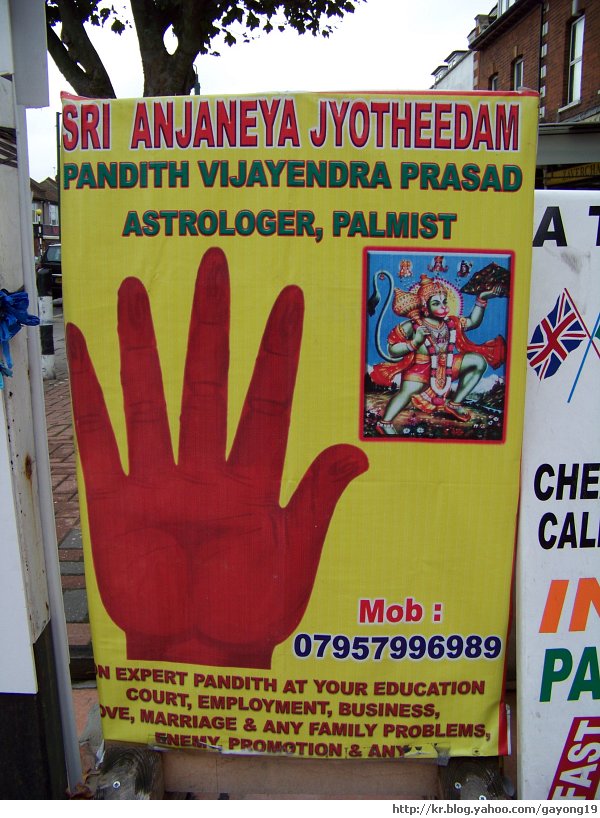 SRI ANJANEYA JYOTHEEDAM
PANDITH VIJAYENDRA PRASAD
ASTROLOGER, PALMIST
Mob :
07957996989
ON EXPERT PANDITH AT YOUR EDUCATION
COURT, EMPLOYMENT, BUSINESS,
OVE, MARRIAGE & ANY FAMILY PROBLEMS,
ENEMY, PROMOTION & ANY
A T
CHE
CAL
IN
PA
FAST
http://kr.blog.yahoo.com/gayong19